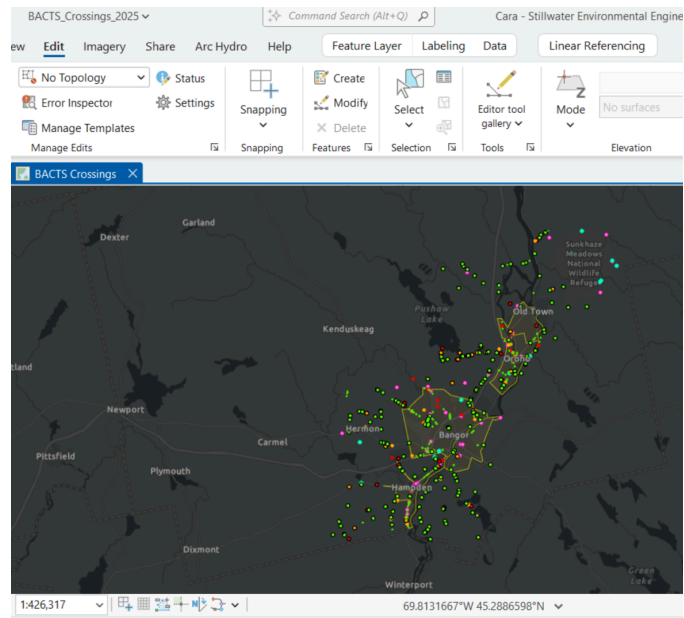 BACTS_Crossings_2025
Command Search (Alt+Q)
Cara - Stillwater Environmental Engine
ew Edit Imagery Share Arc Hydro Help Feature Layer Labeling Data Linear Referencing
No Topology
Status
Error Inspector
Settings
Manage Templates
Manage Edits
Snapping
Snapping
Create
Modify
Delete
Features
Select
Selection
Editor tool
gallery
Tools
Mode
No surfaces
Elevation
BACTS Crossings
Garland
Dexter
Sunkhaze
Meadows
National
Wildlife
Refuge
Pushaw
Lake
Old Town
Kenduskeag
Orono
tland
Newport
Hermon
Carmel
Bangor
Pittsfield
Plymouth
Hampden
Dixmont
Green
Lake
Winterport
1:426,317
69.8131667°W 45.2886598°N